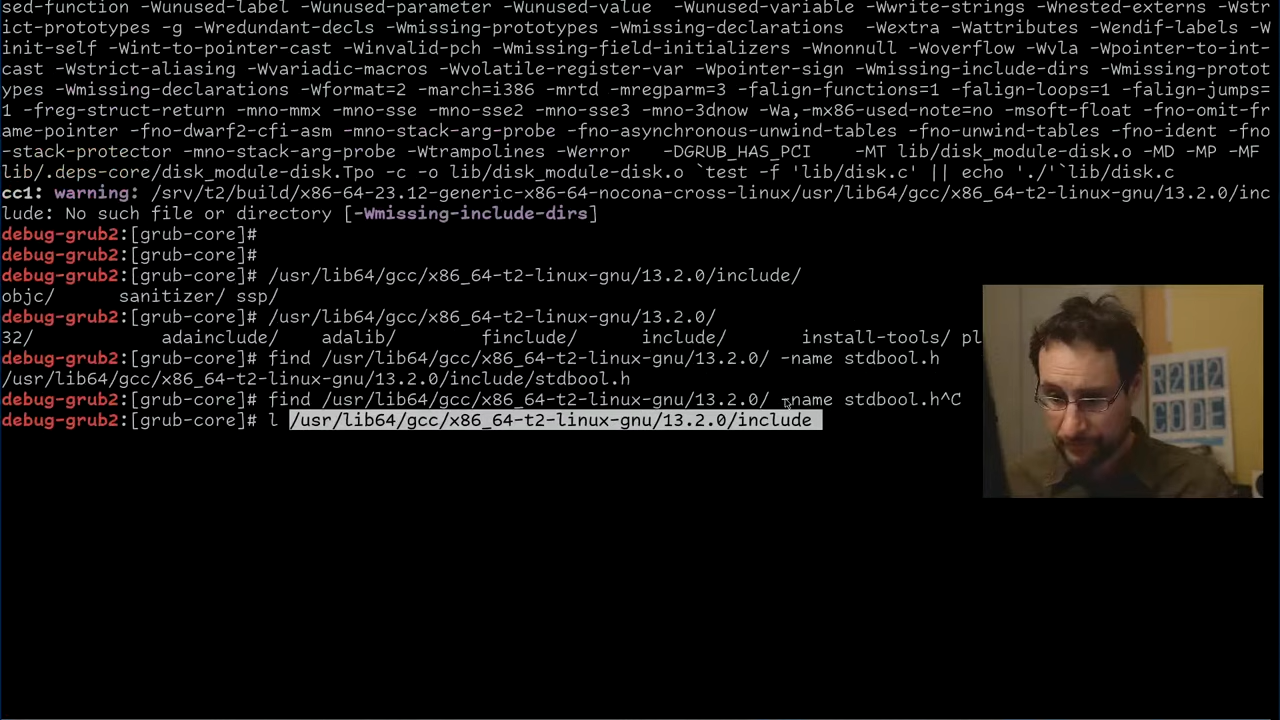 sed-function -Wunused-label -Wunused-parameter -Wunused-value  -Wunused-variable -Wwrite-strings -Wnested-externs -Wstr
ict-prototypes -g -Wredundant-decls -Wmissing-prototypes -Wmissing-declarations  -Wextra -Wattributes -Wendif-labels -W
init-self -Wint-to-pointer-cast -Winvalid-pch -Wmissing-field-initializers -Wnonnull -Woverflow -Wvla -Wpointer-to-int-
cast -Wstrict-aliasing -Wvariadic-macros -Wvolatile-register-var -Wpointer-sign -Wmissing-include-dirs -Wmissing-protot
ypes -Wmissing-declarations -Wformat=2 -march=i386 -mrtd -mregparm=3 -falign-functions=1 -falign-loops=1 -falign-jumps=
1 -freg-struct-return -mno-mmx -mno-sse -mno-sse2 -mno-sse3 -mno-3dnow -Wa,-mx86-used-note=no -msoft-float -fno-omit-fr
ame-pointer -fno-dwarf2-cfi-asm -mno-stack-arg-probe -fno-asynchronous-unwind-tables -fno-unwind-tables -fno-ident -fno
-stack-protector -mno-stack-arg-probe -Wtrampolines -Werror   -DGRUB_HAS_PCI    -MT lib/disk_module-disk.o -MD -MP -MF
lib/.deps-core/disk_module-disk.Tpo -c -o lib/disk_module-disk.o `test -f 'lib/disk.c' || echo './'`lib/disk.c
cc1: warning: /srv/t2/build/x86-64-23.12-generic-x86-64-nocona-cross-linux/usr/lib64/gcc/x86_64-t2-linux-gnu/13.2.0/inc
lude: No such file or directory [-Wmissing-include-dirs]
debug-grub2:[grub-core]#
debug-grub2:[grub-core]#
debug-grub2:[grub-core]# /usr/lib64/gcc/x86_64-t2-linux-gnu/13.2.0/include/
objc/      sanitizer/ ssp/
debug-grub2:[grub-core]# /usr/lib64/gcc/x86_64-t2-linux-gnu/13.2.0/
32/            adainclude/    adalib/        finclude/      include/       install-tools/ pl
debug-grub2:[grub-core]# find /usr/lib64/gcc/x86_64-t2-linux-gnu/13.2.0/ -name stdbool.h
/usr/lib64/gcc/x86_64-t2-linux-gnu/13.2.0/include/stdbool.h
debug-grub2:[grub-core]# find /usr/lib64/gcc/x86_64-t2-linux-gnu/13.2.0/ -name stdbool.h^C
debug-grub2:[grub-core]# l /usr/lib64/gcc/x86_64-t2-linux-gnu/13.2.0/include
CODE